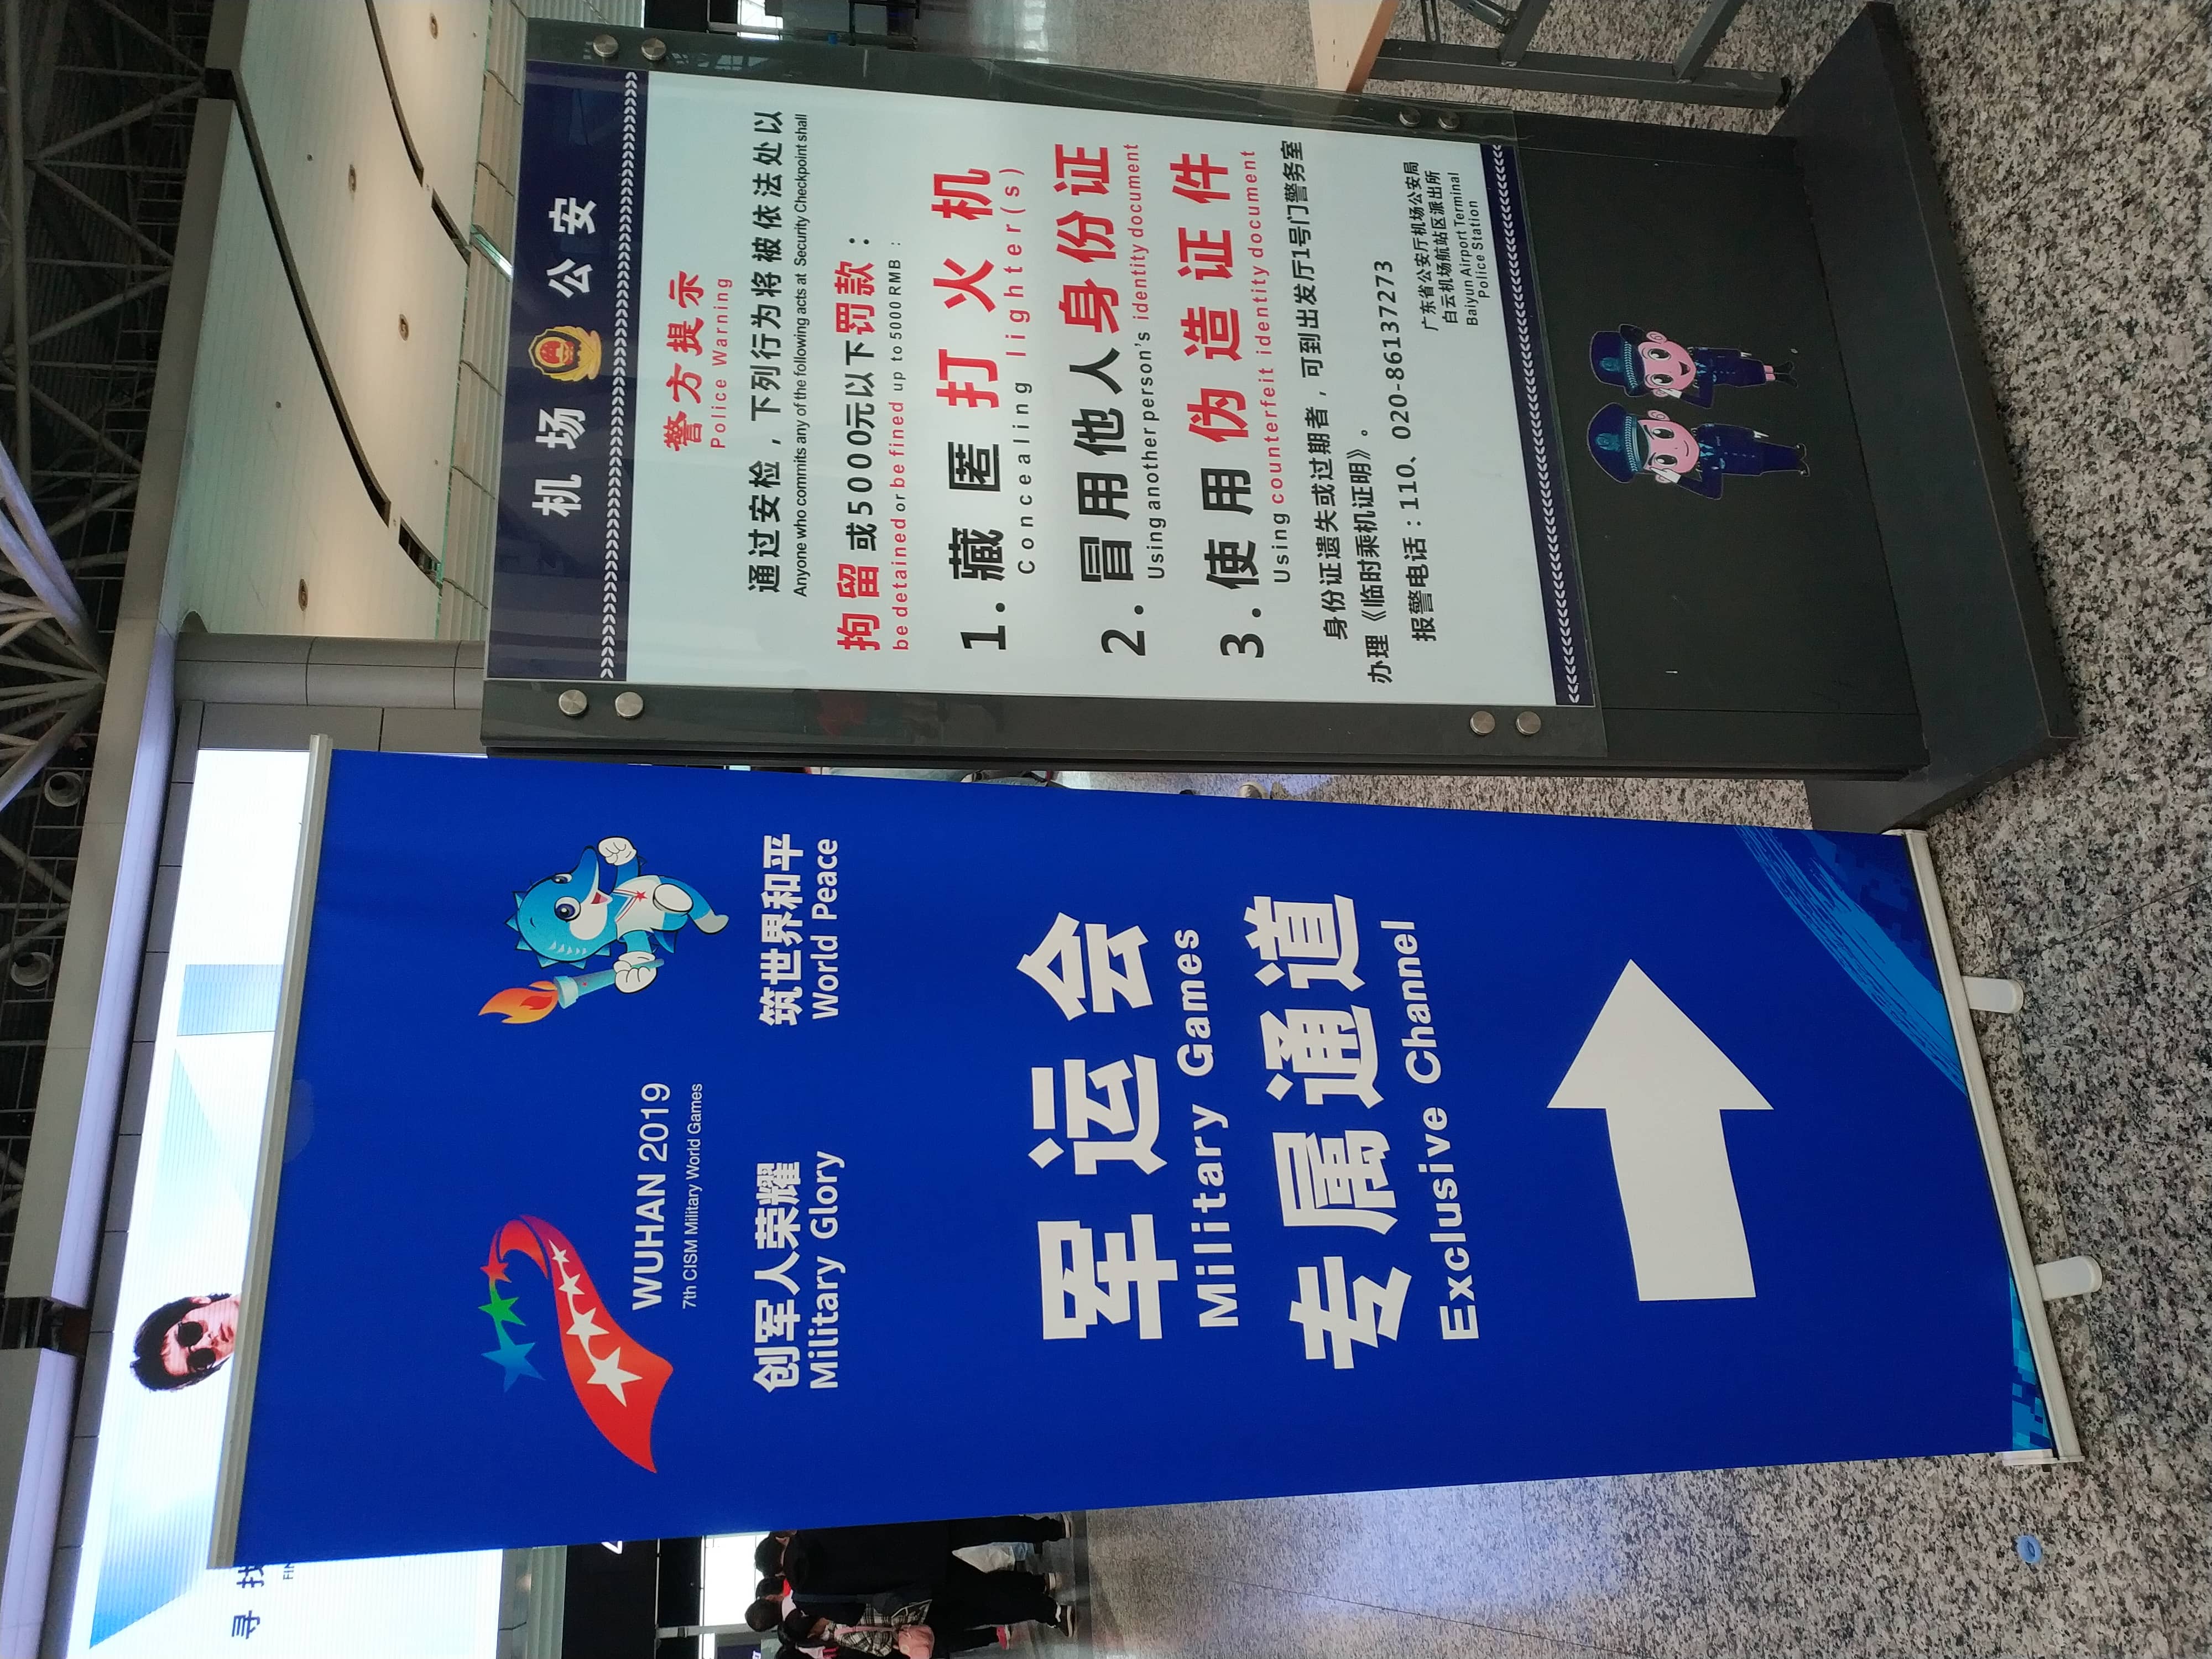 寻 找
FIN
WUHAN 2019
7th CISM Military World Games
创军人荣耀
Military Glory
筑世界和平
World Peace
军运会
Military Games
专属通道
Exclusive Channel
机场 公安
警方提示
Police Warning
通过安检，下列行为将被依法处以
Anyone who commits any of the following acts at Security Checkpoint shall
拘留或5000元以下罚款：
be detained or be fined up to 5000 RMB :
1.藏匿打火机
Concealing lighter(s)
2.冒用他人身份证
Using another person's identity document
3.使用伪造证件
Using counterfeit identity document
身份证遗失或过期者，可到出发厅1号门警务室
办理《临时乘机证明》。
报警电话：110、020-86137273
广东省公安厅机场公安局
白云机场航站区派出所
Baiyun Airport Terminal
Police Station